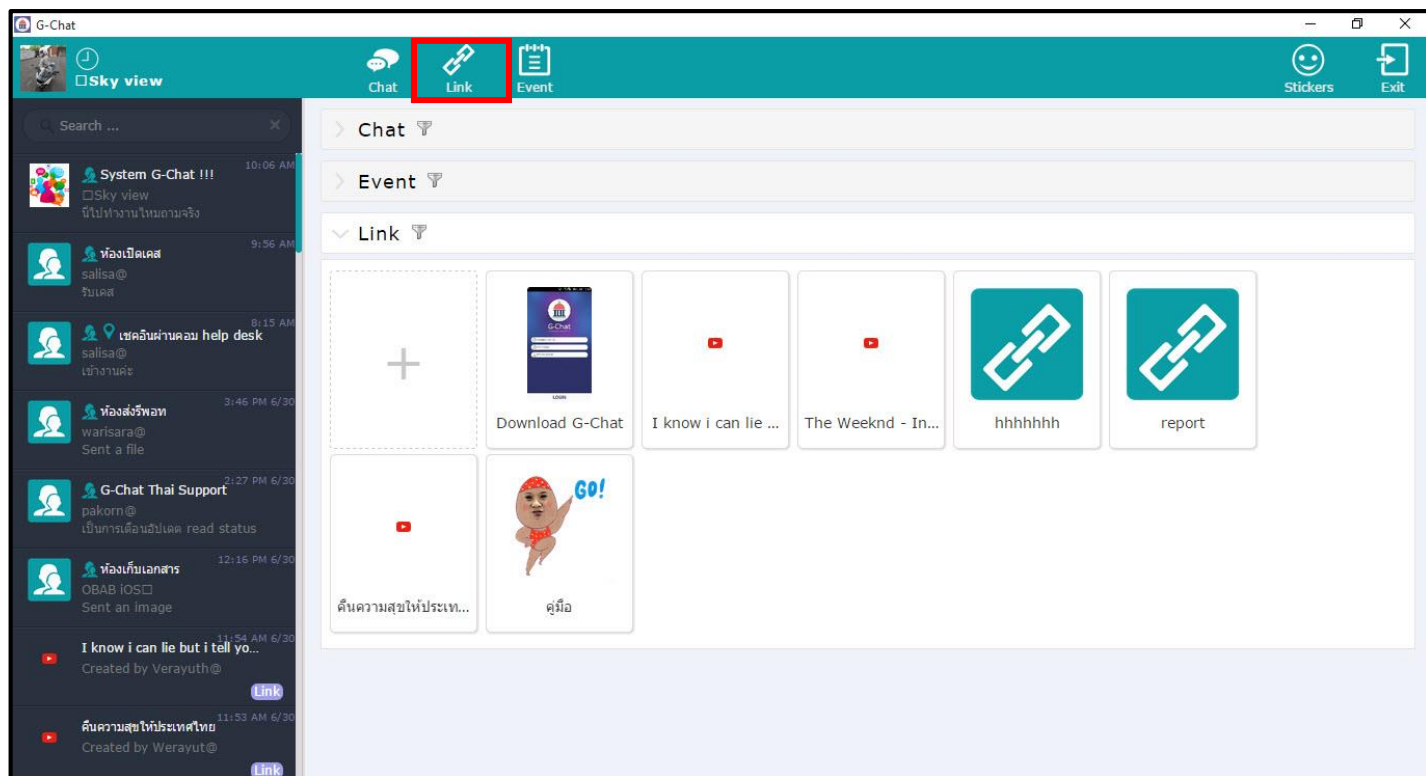 G-Chat
Sky view
Chat
Link
Event
Stickers
Exit
Search ...
System G-Chat !!!
10:06 AM
Sky view
นี่ไปทำงานไหมถามจริง
ห้องเปิดเคส
9:56 AM
salisa@
รับเคส
เชคอินผ่านคอม help desk
8:15 AM
salisa@
เข้างานค่ะ
ห้องส่งรีพอท
3:46 PM 6/30
warisara@
Sent a file
G-Chat Thai Support
2:27 PM 6/30
pakorn@
เป็นการเตือนอัปเดต read status
ห้องเก็บเอกสาร
12:16 PM 6/30
OBAB iOS
Sent an image
I know i can lie but i tell yo...
11:54 AM 6/30
Created by Verayuth@
Link
คืนความสุขให้ประเทศไทย
11:53 AM 6/30
Created by Werayut@
Link
Chat
Event
Link
G-Chat
LOGIN
Download G-Chat
I know i can lie ...
The Weeknd - In...
hhhhhhh
report
คืนความสุขให้ประเท...
GO!
คู่มือ